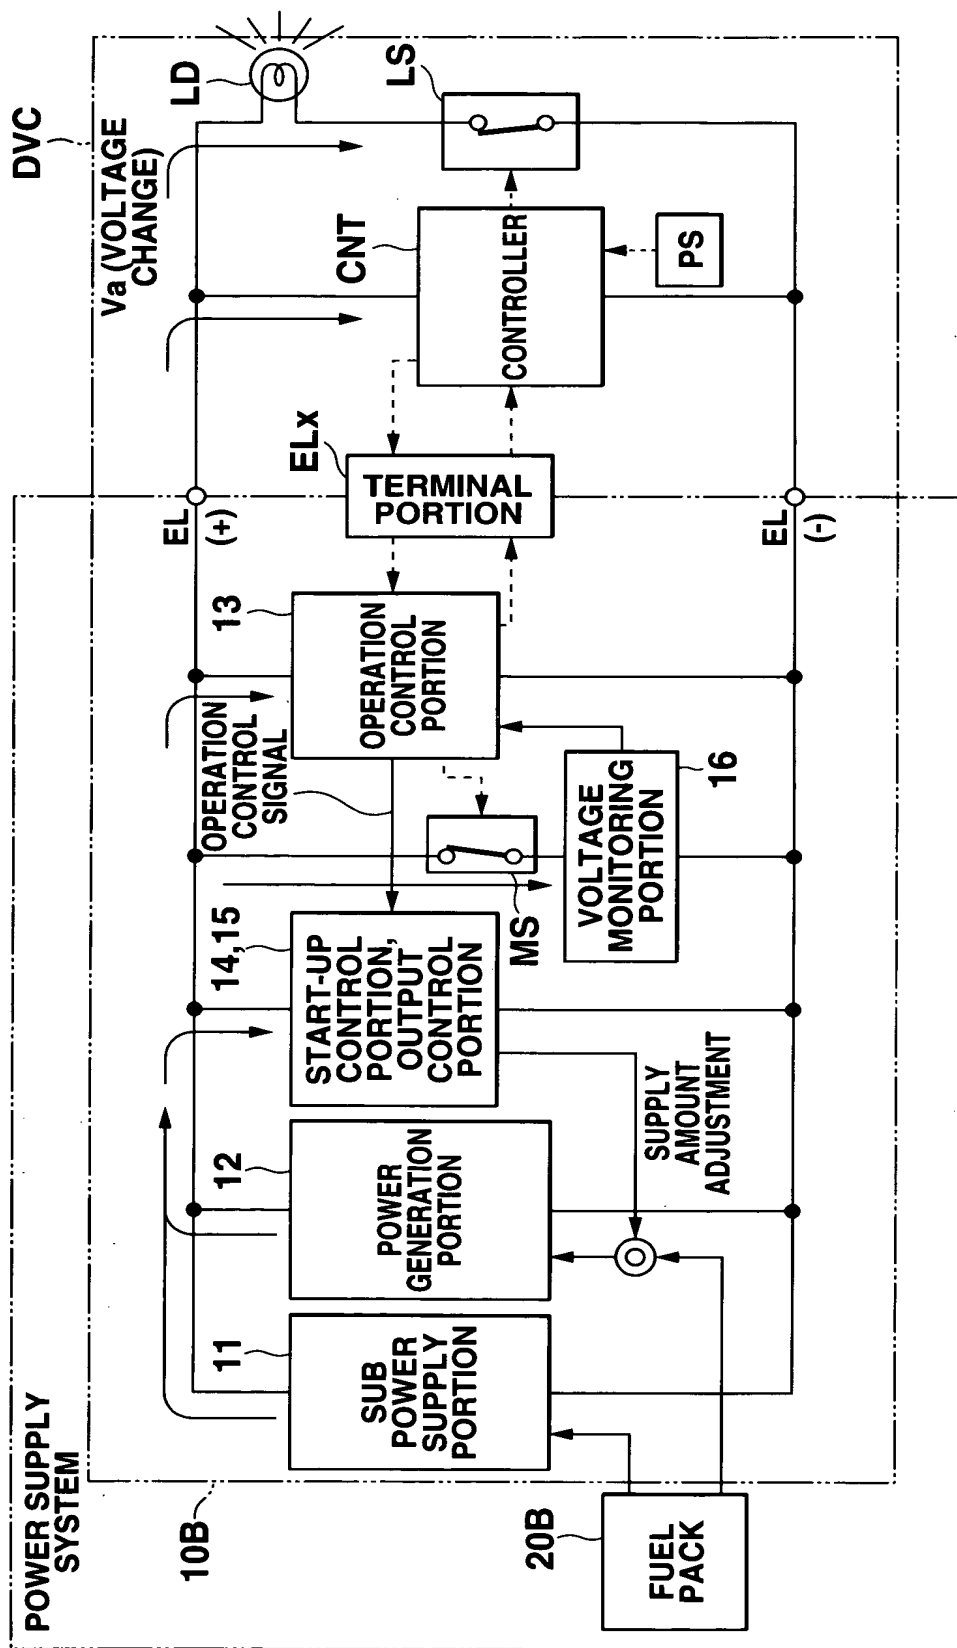 POWER SUPPLY
SYSTEM
DVC
Va (VOLTAGE
CHANGE)
LD
LS
CNT
CONTROLLER
PS
ELx
TERMINAL
PORTION
EL
(+)
EL
(-)
13
OPERATION
CONTROL
PORTION
OPERATION
CONTROL
SIGNAL
MS
VOLTAGE
MONITORING
PORTION
16
14,15
START-UP
CONTROL
PORTION,
OUTPUT
CONTROL
PORTION
SUPPLY
AMOUNT
ADJUSTMENT
12
POWER
GENERATION
PORTION
11
SUB
POWER
SUPPLY
PORTION
10B
20B
FUEL
PACK